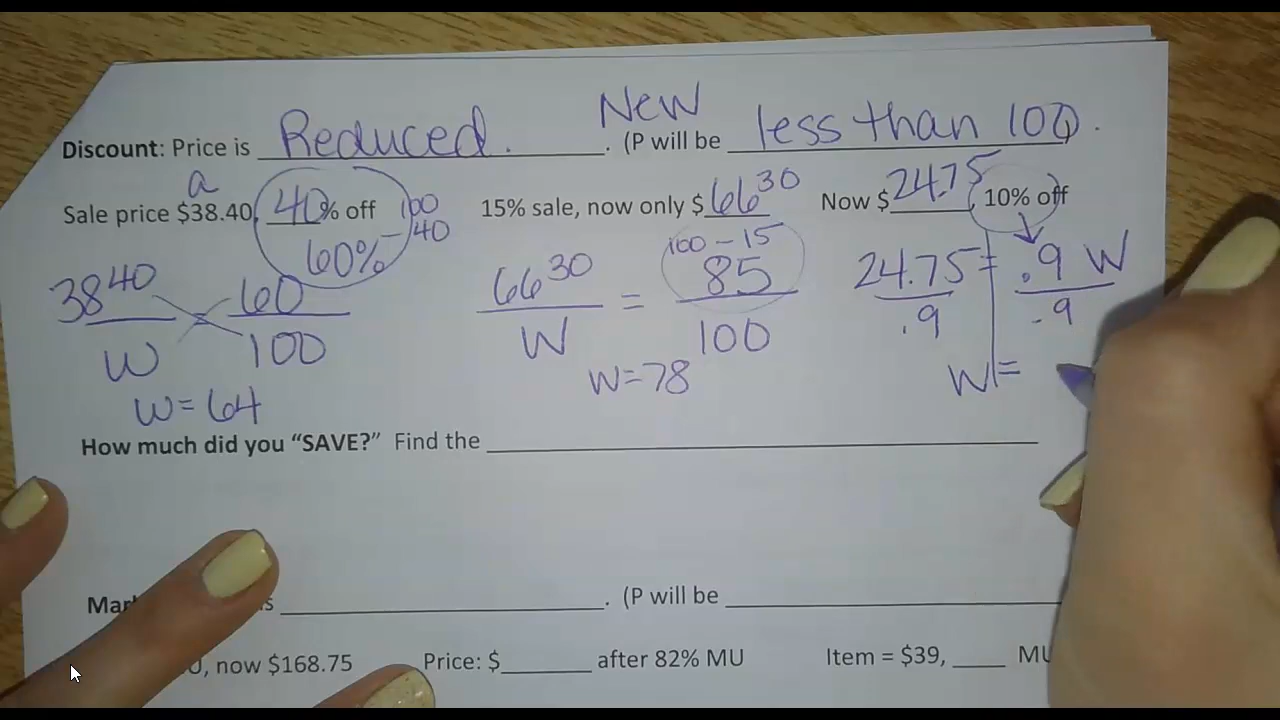 New
Discount: Price is Reduced. . (P will be less than 100.
a
Sale price $38.40, 40% off 100
- 40
60%
15% sale, now only $66 30
100 - 15
Now $24.75, 10% off
38 40 = 60
W 100
W = 64
66 30 = 85
W 100
W = 78
24.75 = .9 W
.9 .9
W =
How much did you “SAVE?” Find the
. (P will be
, now $168.75 Price: $ after 82% MU Item = $39,